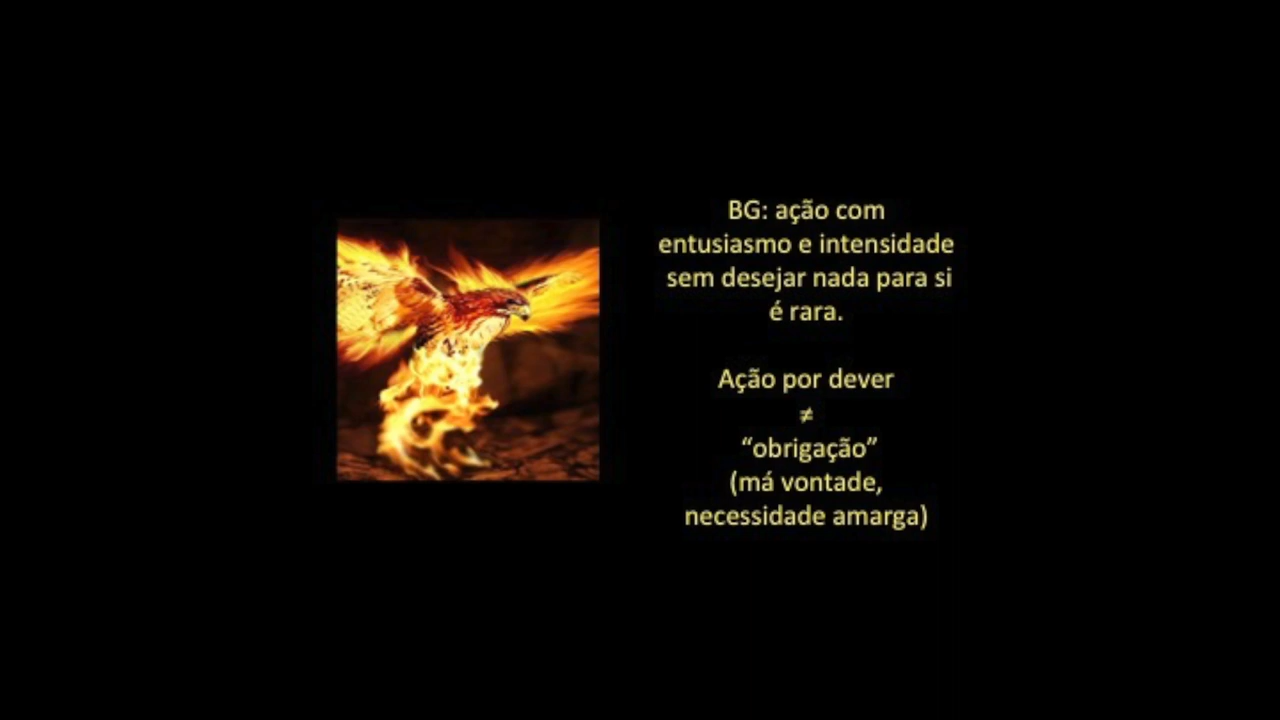 BG: ação com
entusiasmo e intensidade
sem desejar nada para si
é rara.
Ação por dever
≠
“obrigação”
(má vontade,
necessidade amarga)